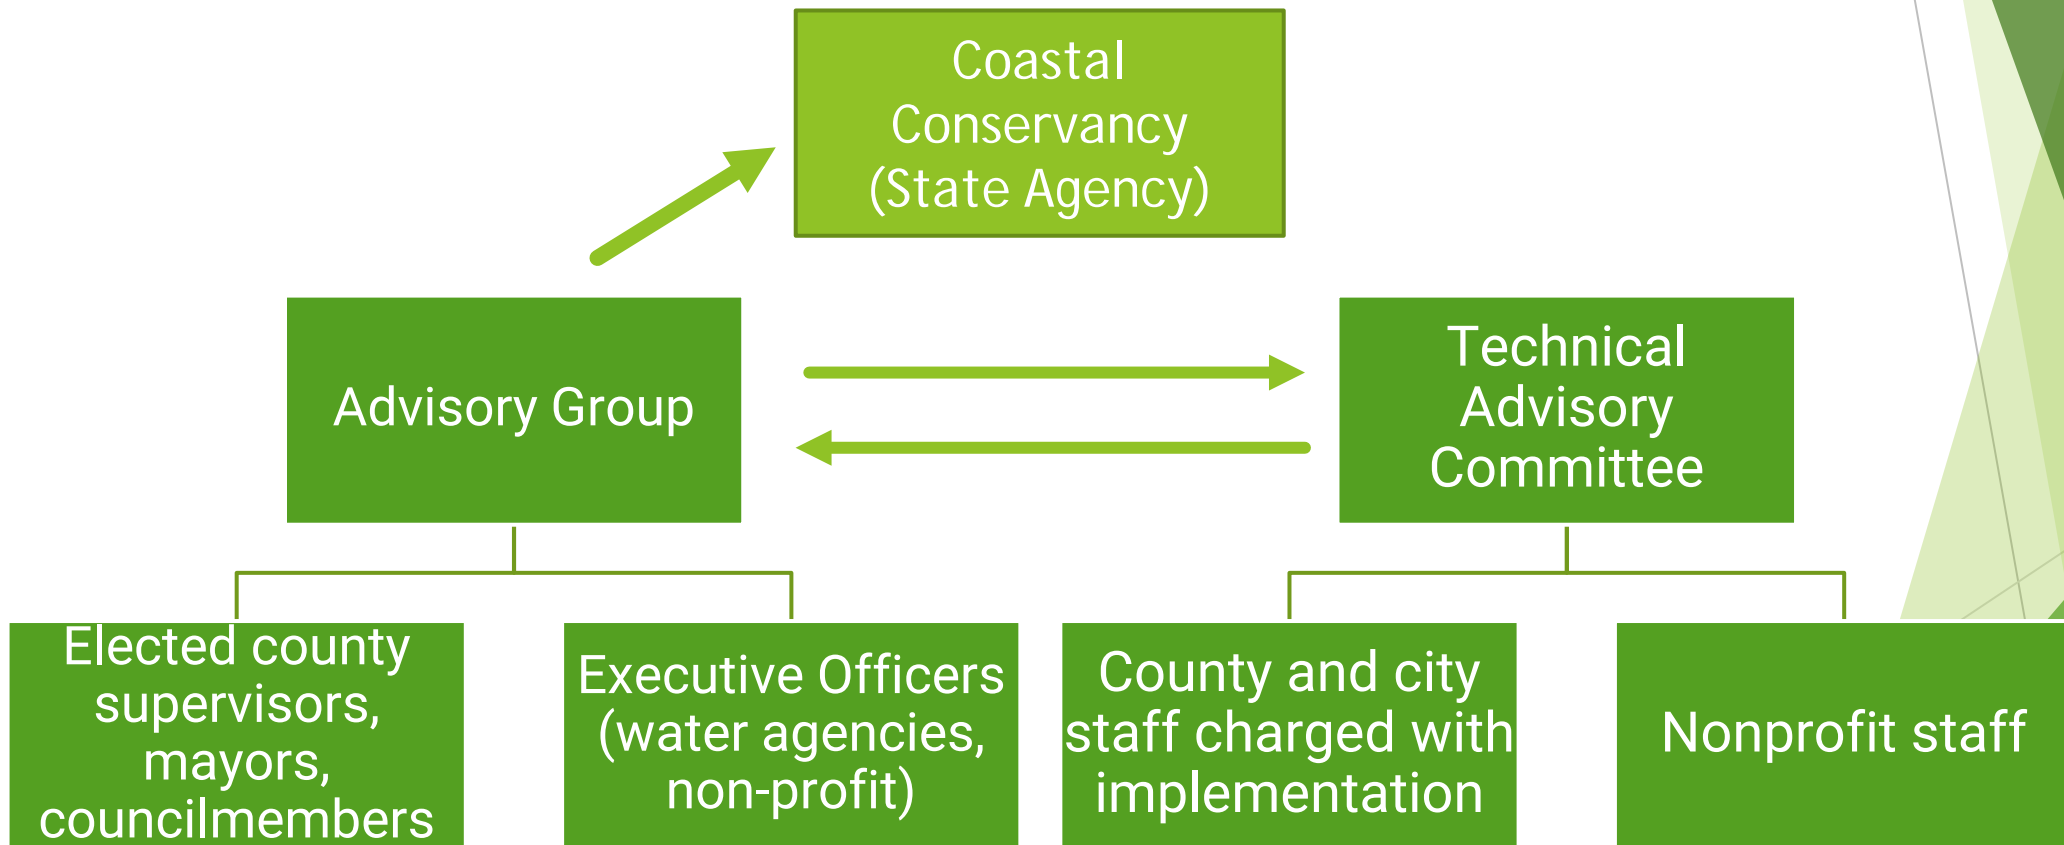 Coastal
Conservancy
(State Agency)
Advisory Group
Technical
Advisory
Committee
Elected county
supervisors,
mayors,
councilmembers
Executive Officers
(water agencies,
non-profit)
County and city
staff charged with
implementation
Nonprofit staff